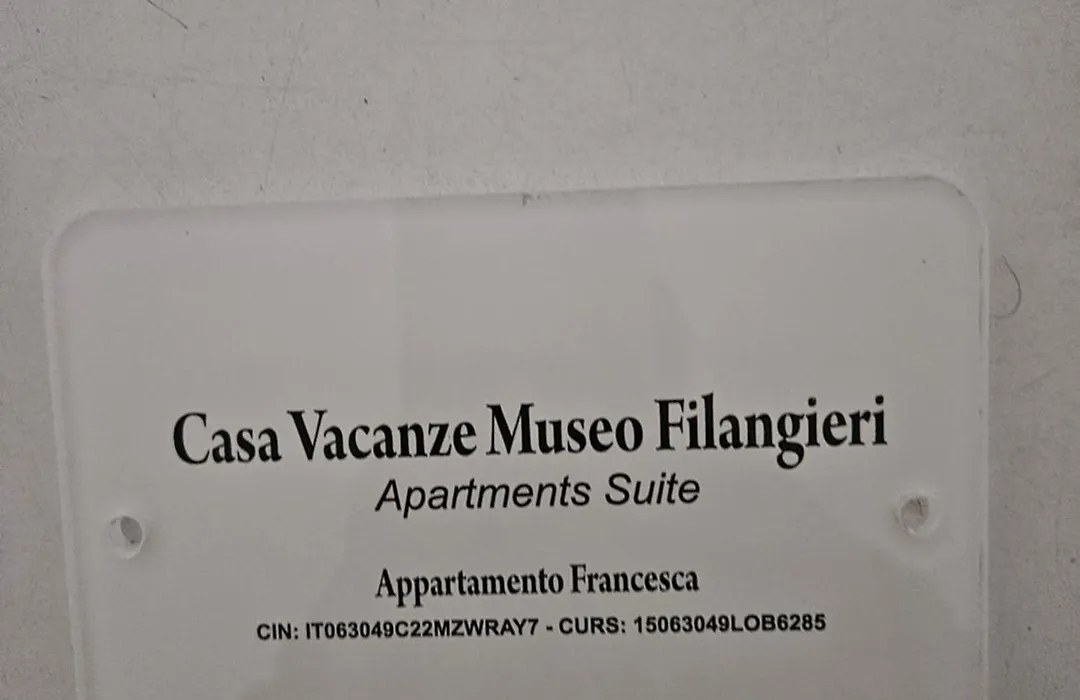 Casa Vacanze Museo Filangieri
Apartments Suite
Appartamento Francesca
CIN: IT063049C22MZWRAY7 - CURS: 15063049LOB6285